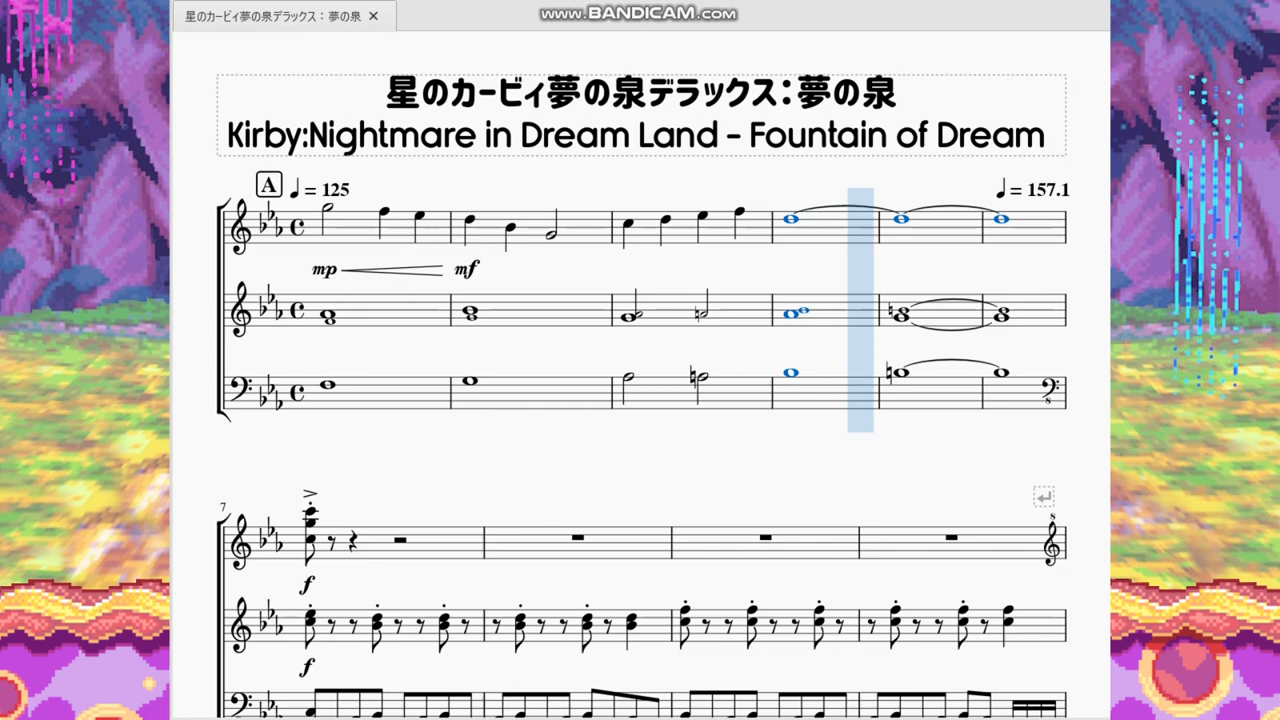 星のカービィ夢の泉デラックス：夢の泉 ×
www.BANDICAM.com
星のカービィ夢の泉デラックス：夢の泉
Kirby:Nightmare in Dream Land - Fountain of Dream
A ♩ = 125
♩ = 157.1
mp
mf
8
7
8
f
f